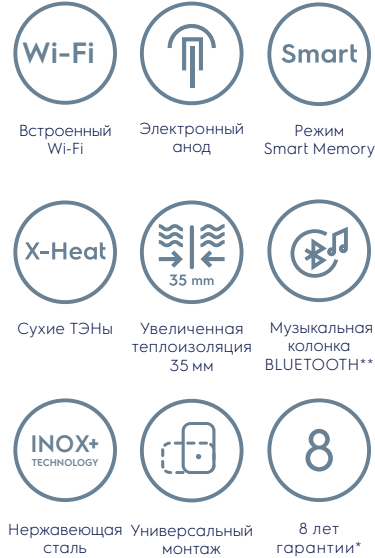 Wi-Fi
Smart
Встроенный
Wi-Fi
Электронный
анод
Режим
Smart Memory
X-Heat
35 mm
Сухие ТЭНы
Увеличенная
теплоизоляция
35 мм
Музыкальная
колонка
BLUETOOTH**
INOX+
TECHNOLOGY
8
Нержавеющая
сталь
Универсальный
монтаж
8 лет
гарантии*